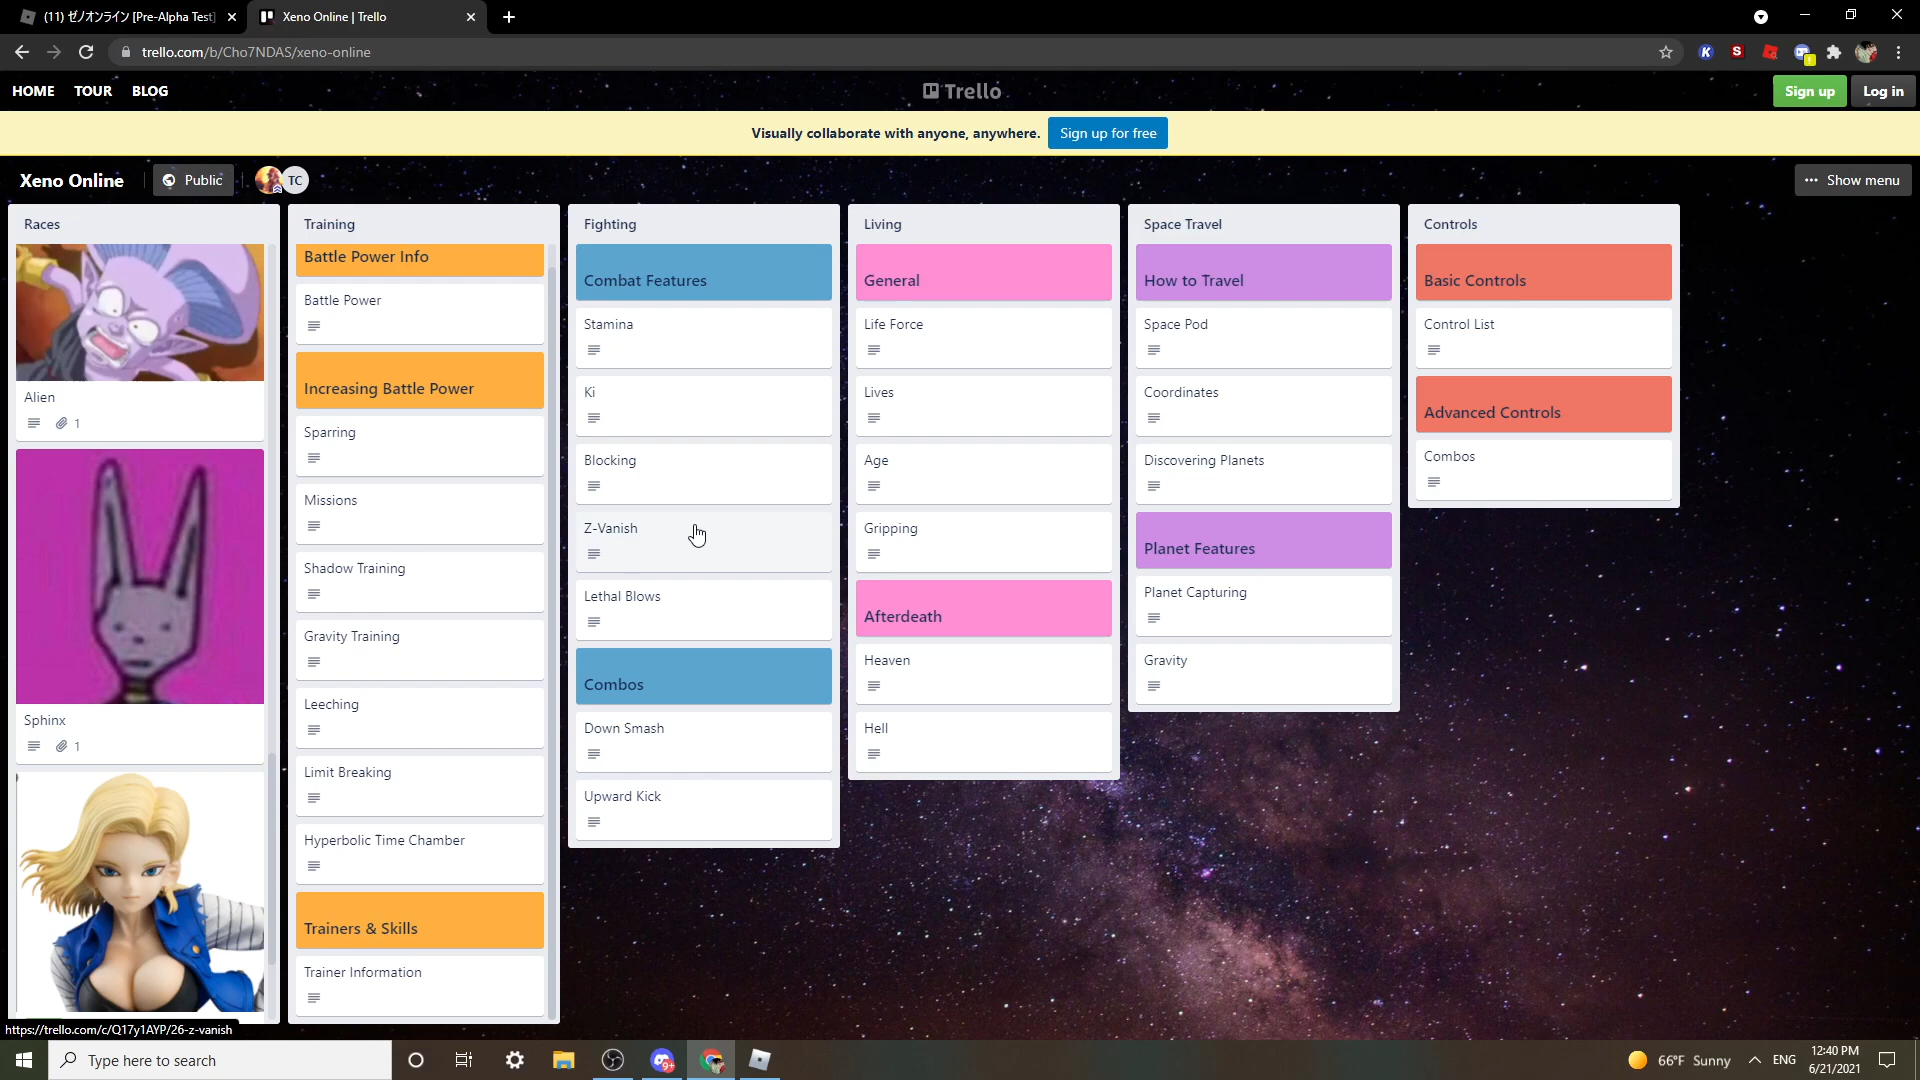 (11) ゼノオンライン [Pre-Alpha Test]
Xeno Online | Trello
trello.com/b/Cho7NDAS/xeno-online
HOME TOUR BLOG
Trello
Sign up
Log in
Visually collaborate with anyone, anywhere.
Sign up for free
Xeno Online
Public
TC
Show menu
Races
Alien
1
Sphinx
1
Training
Battle Power Info
Battle Power
Increasing Battle Power
Sparring
Missions
Shadow Training
Gravity Training
Leeching
Limit Breaking
Hyperbolic Time Chamber
Trainers & Skills
Trainer Information
Fighting
Combat Features
Stamina
Ki
Blocking
Z-Vanish
Lethal Blows
Combos
Down Smash
Upward Kick
Living
General
Life Force
Lives
Age
Gripping
Afterdeath
Heaven
Hell
Space Travel
How to Travel
Space Pod
Coordinates
Discovering Planets
Planet Features
Planet Capturing
Gravity
Controls
Basic Controls
Control List
Advanced Controls
Combos
https://trello.com/c/Q17y1AYP/26-z-vanish
Type here to search
66°F Sunny
ENG
12:40 PM
6/21/2021